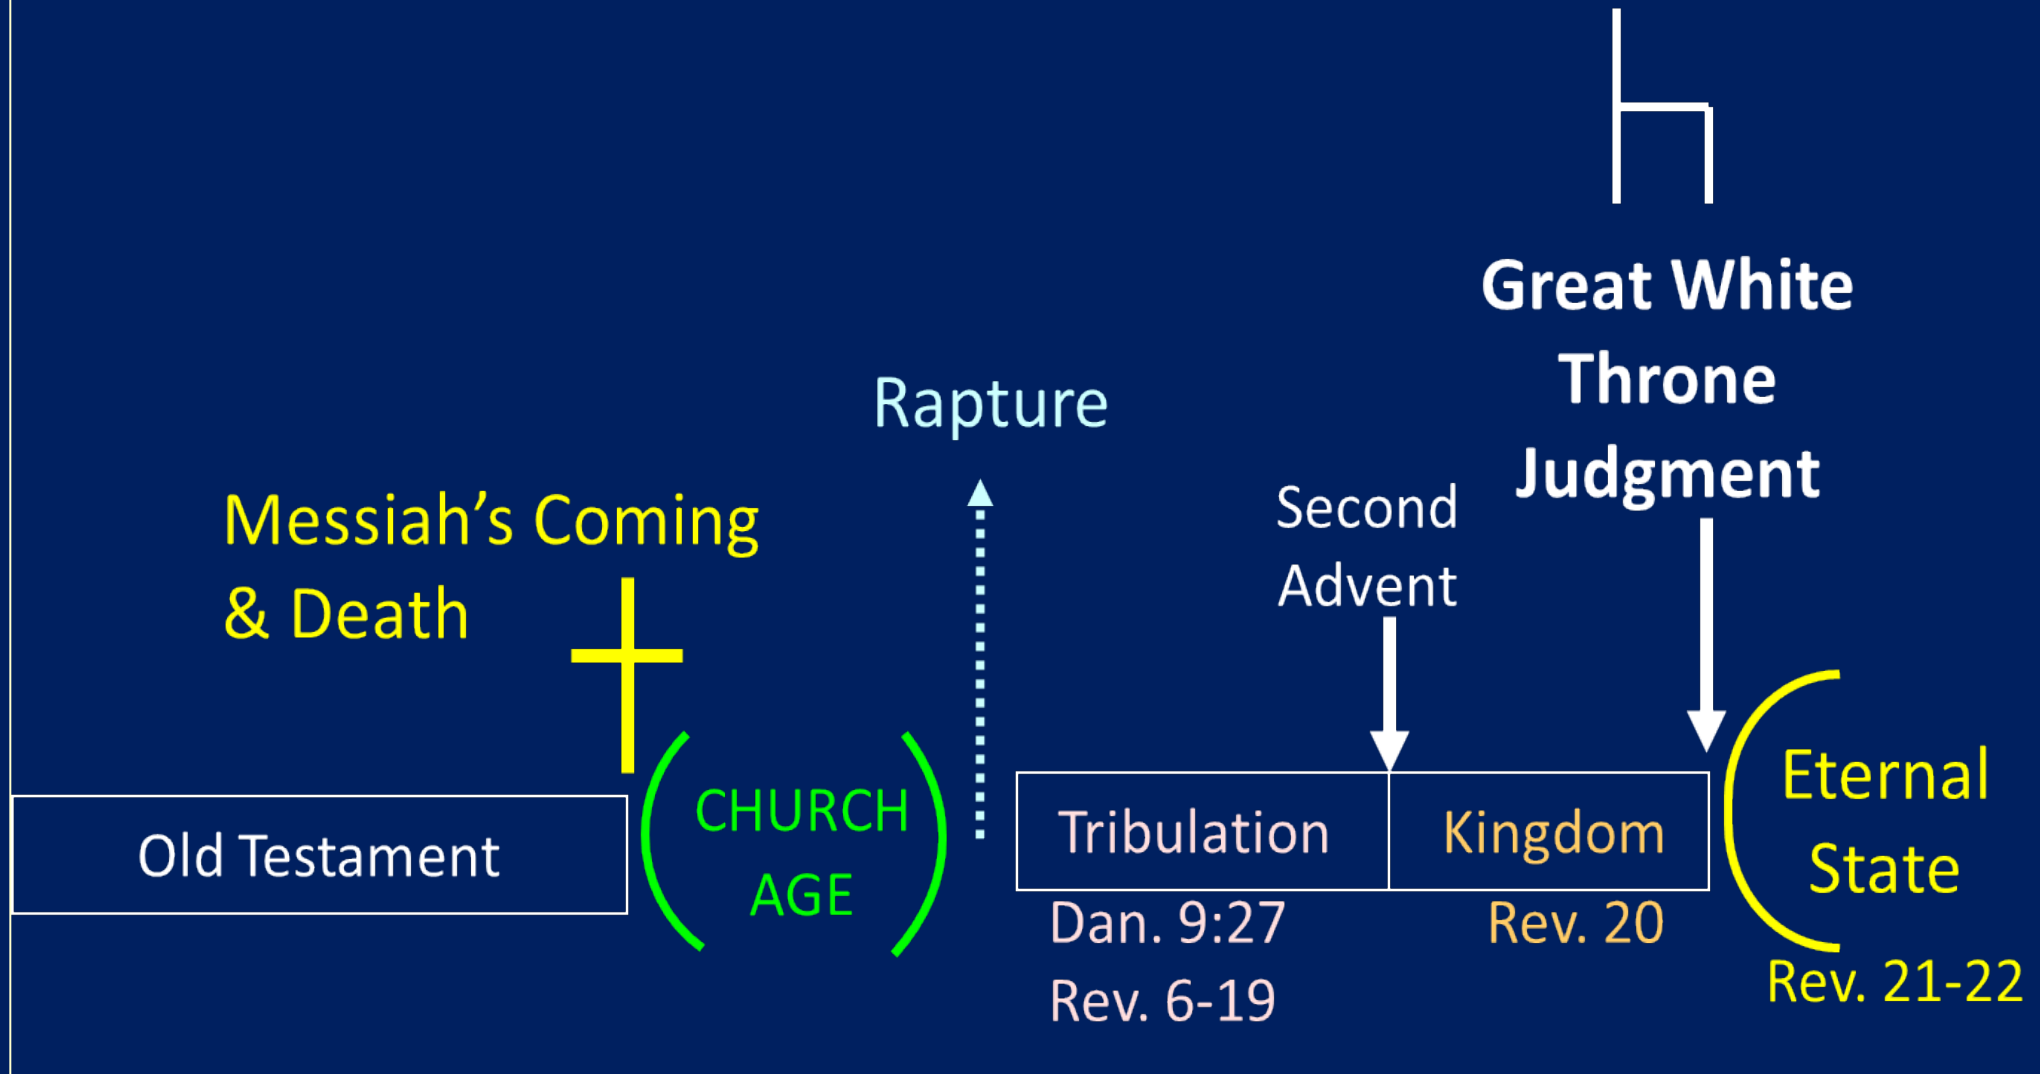 Great White
Throne
Judgment
Rapture
Second
Advent
Messiah’s Coming
& Death
Old Testament
CHURCH
AGE
Tribulation
Kingdom
Eternal
State
Dan. 9:27
Rev. 6-19
Rev. 20
Rev. 21-22